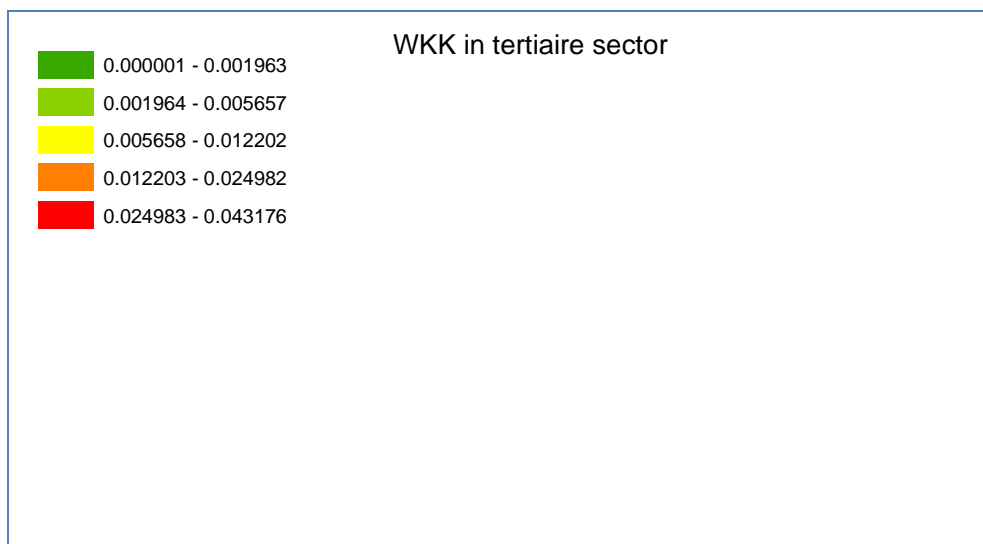 WKK in tertiaire sector
0.000001 - 0.001963
0.001964 - 0.005657
0.005658 - 0.012202
0.012203 - 0.024982
0.024983 - 0.043176